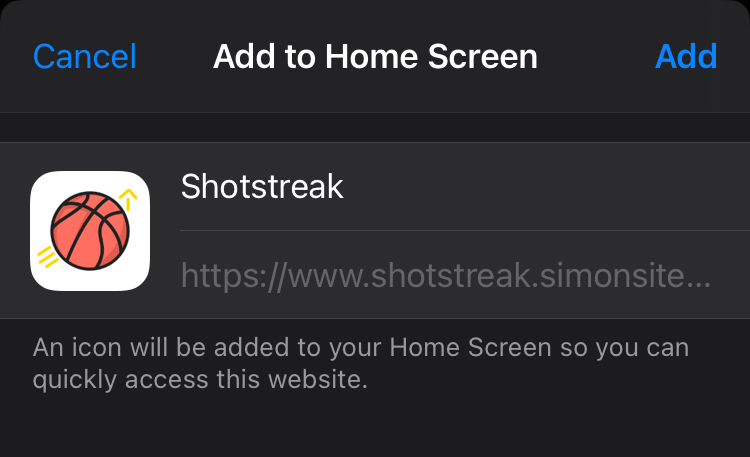 Cancel Add to Home Screen Add
Shotstreak
https://www.shotstreak.simonsite...
An icon will be added to your Home Screen so you can
quickly access this website.